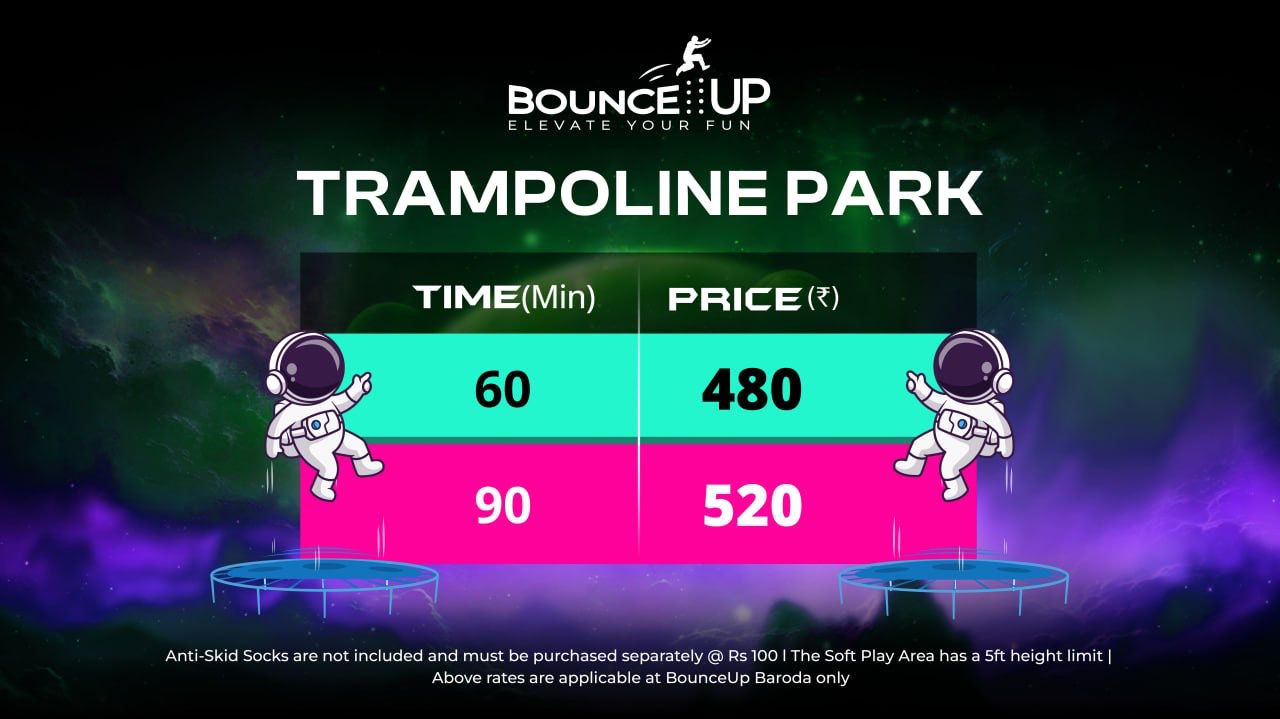 BOUNCE UP
ELEVATE YOUR FUN
TRAMPOLINE PARK
TIME(Min) PRICE (₹)
60 480
90 520
Anti-Skid Socks are not included and must be purchased separately @ Rs 100 l The Soft Play Area has a 5ft height limit |
Above rates are applicable at BounceUp Baroda only